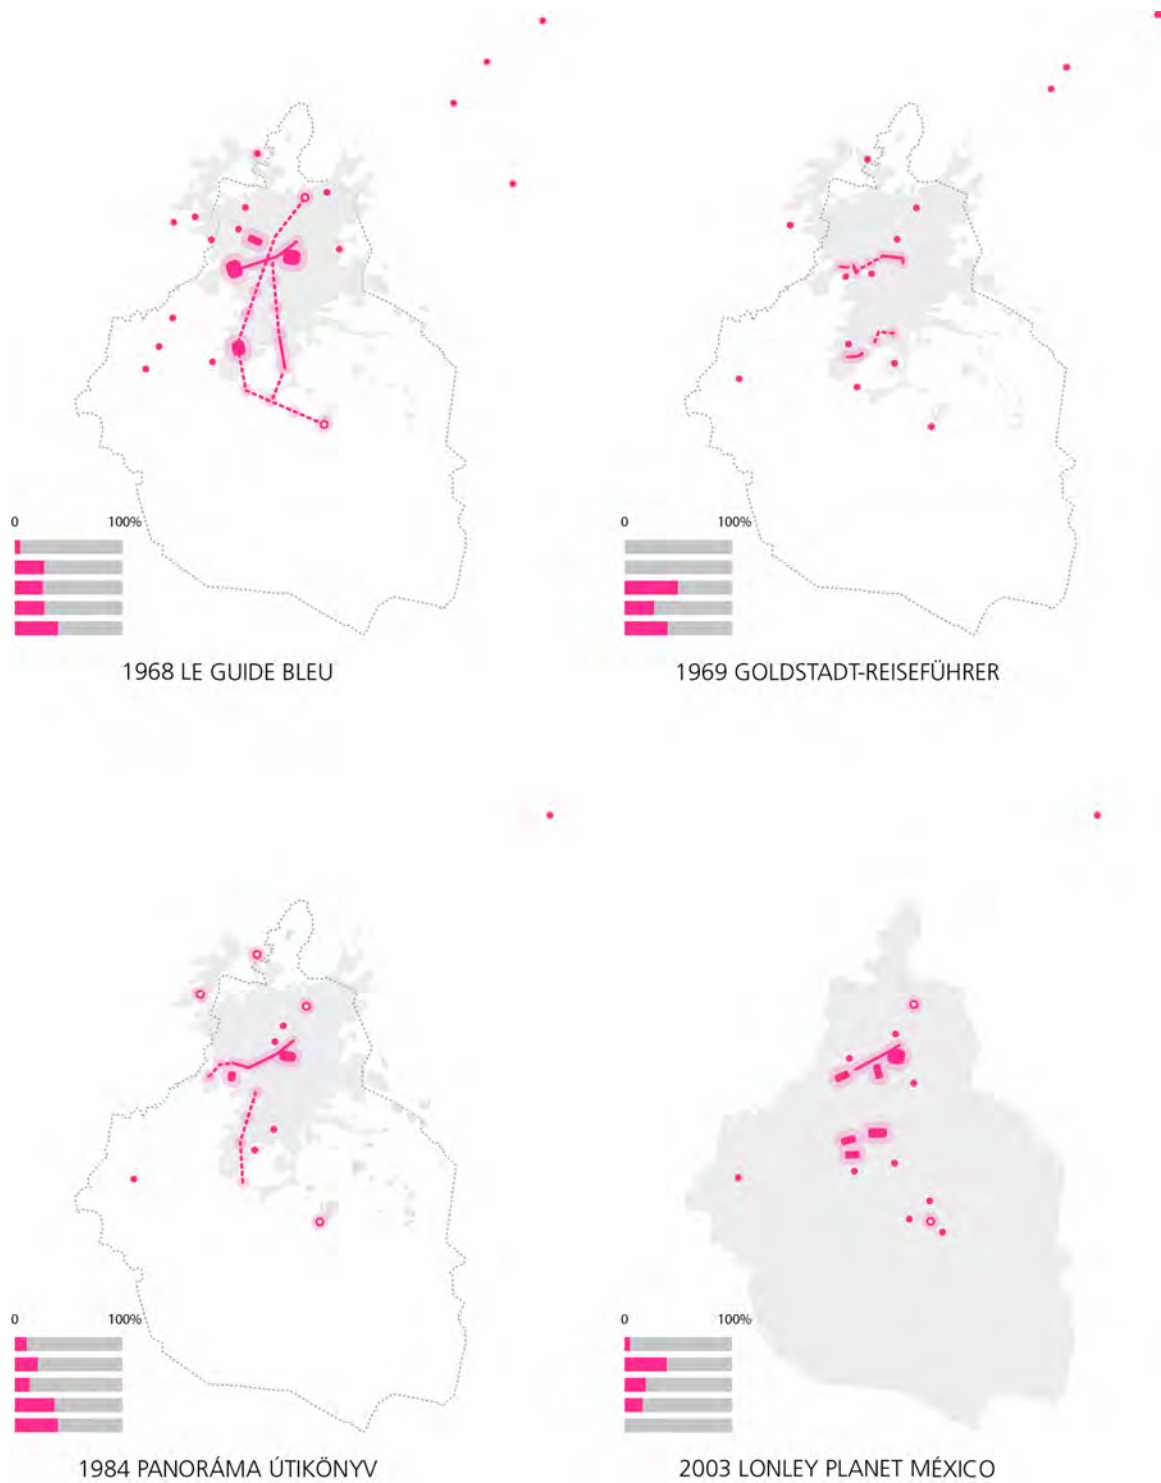 0 100%
1968 LE GUIDE BLEU
0 100%
1969 GOLDSTADT-REISEFÜHRER
0 100%
1984 PANORÁMA ÚTIKÖNYV
0 100%
2003 LONLEY PLANET MÉXICO